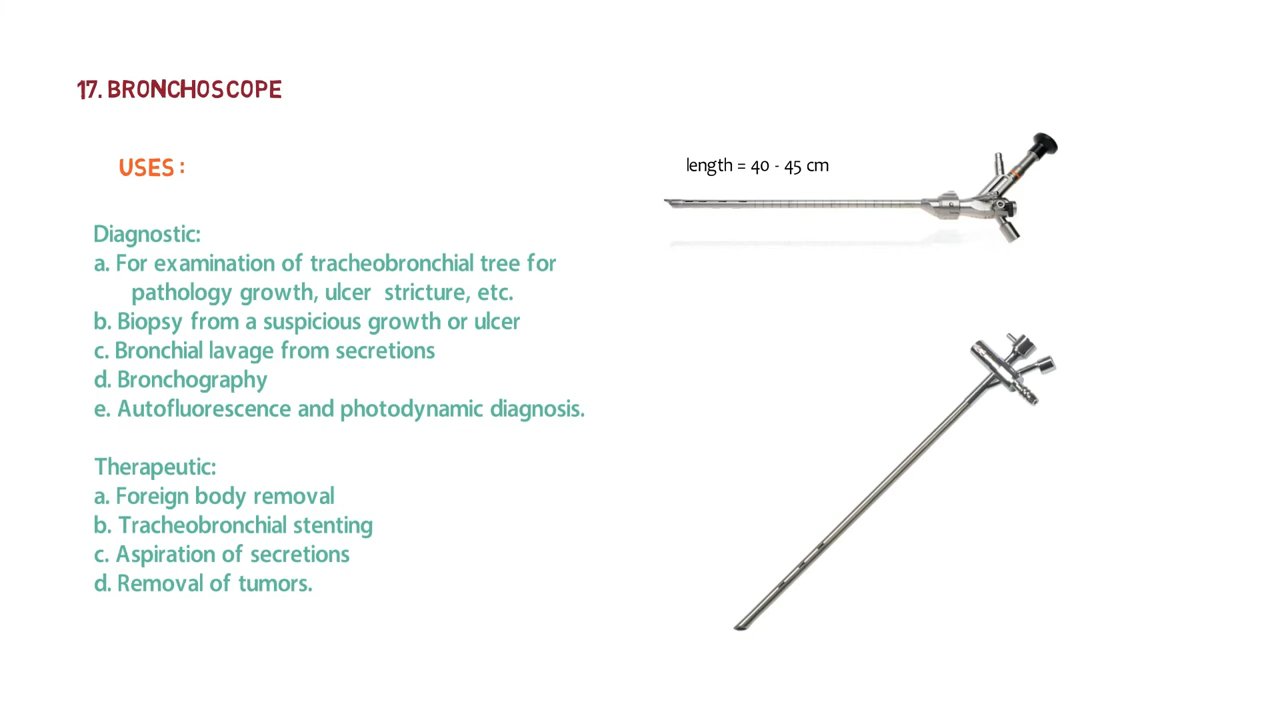 17. BRONCHOSCOPE
USES :
length = 40 - 45 cm
Diagnostic:
a. For examination of tracheobronchial tree for
pathology growth, ulcer stricture, etc.
b. Biopsy from a suspicious growth or ulcer
c. Bronchial lavage from secretions
d. Bronchography
e. Autofluorescence and photodynamic diagnosis.
Therapeutic:
a. Foreign body removal
b. Tracheobronchial stenting
c. Aspiration of secretions
d. Removal of tumors.